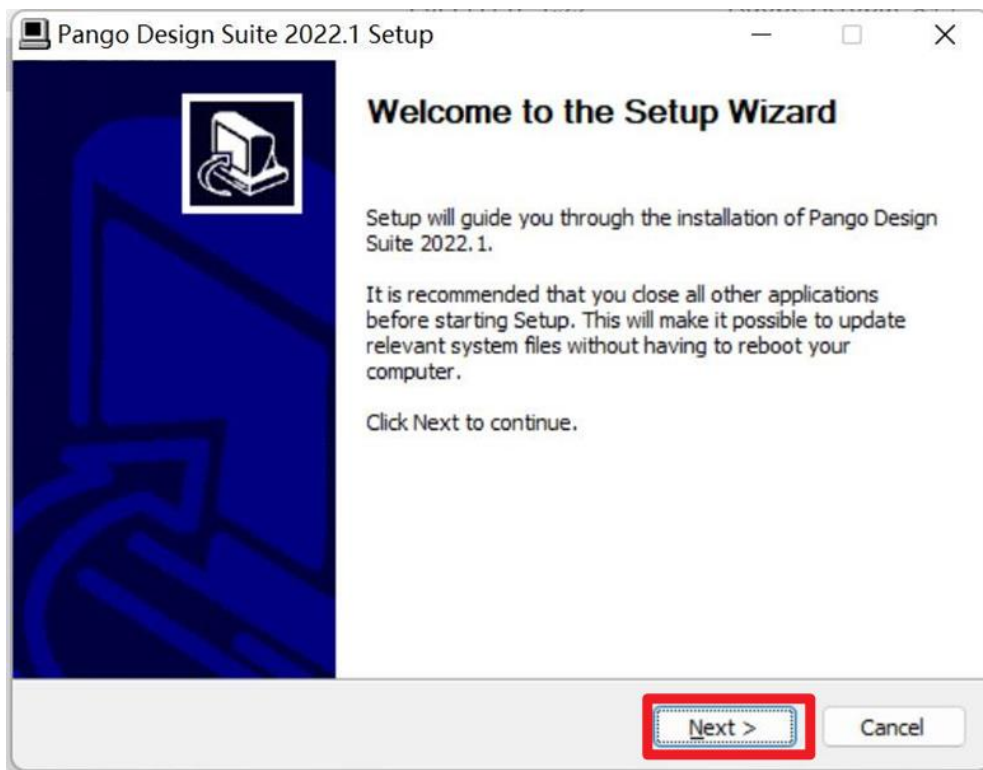 Pango Design Suite 2022.1 Setup
Welcome to the Setup Wizard
Setup will guide you through the installation of Pango Design
Suite 2022.1.
It is recommended that you close all other applications
before starting Setup. This will make it possible to update
relevant system files without having to reboot your
computer.
Click Next to continue.
Next >
Cancel